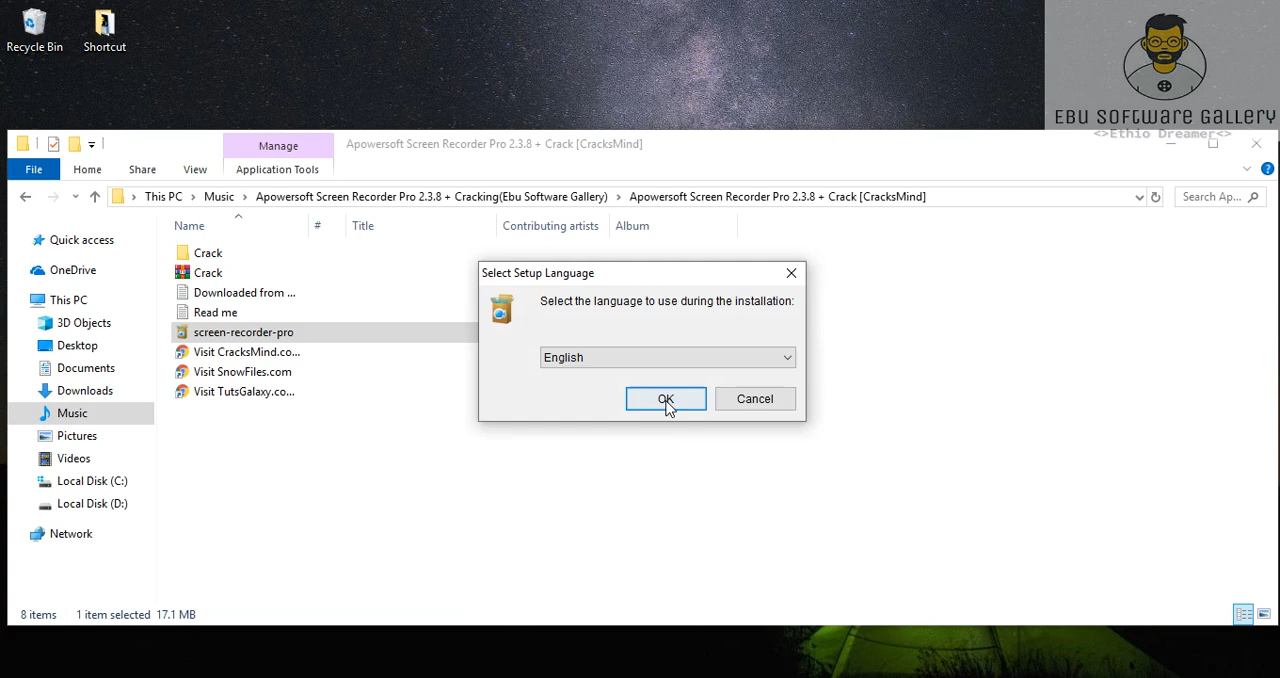 Recycle Bin
Shortcut
EBU SOFTWARE GALLERY
<>Ethio Dreamer<>
Manage
Apowersoft Screen Recorder Pro 2.3.8 + Crack [CracksMind]
File
Home
Share
View
Application Tools
This PC > Music > Apowersoft Screen Recorder Pro 2.3.8 + Cracking(Ebu Software Gallery) > Apowersoft Screen Recorder Pro 2.3.8 + Crack [CracksMind]
Search Ap...
Name
#
Title
Contributing artists
Album
Quick access
OneDrive
This PC
3D Objects
Desktop
Documents
Downloads
Music
Pictures
Videos
Local Disk (C:)
Local Disk (D:)
Network
Crack
Crack
Downloaded from ...
Read me
screen-recorder-pro
Visit CracksMind.co...
Visit SnowFiles.com
Visit TutsGalaxy.co...
Select Setup Language
Select the language to use during the installation:
English
OK
Cancel
8 items
1 item selected 17.1 MB